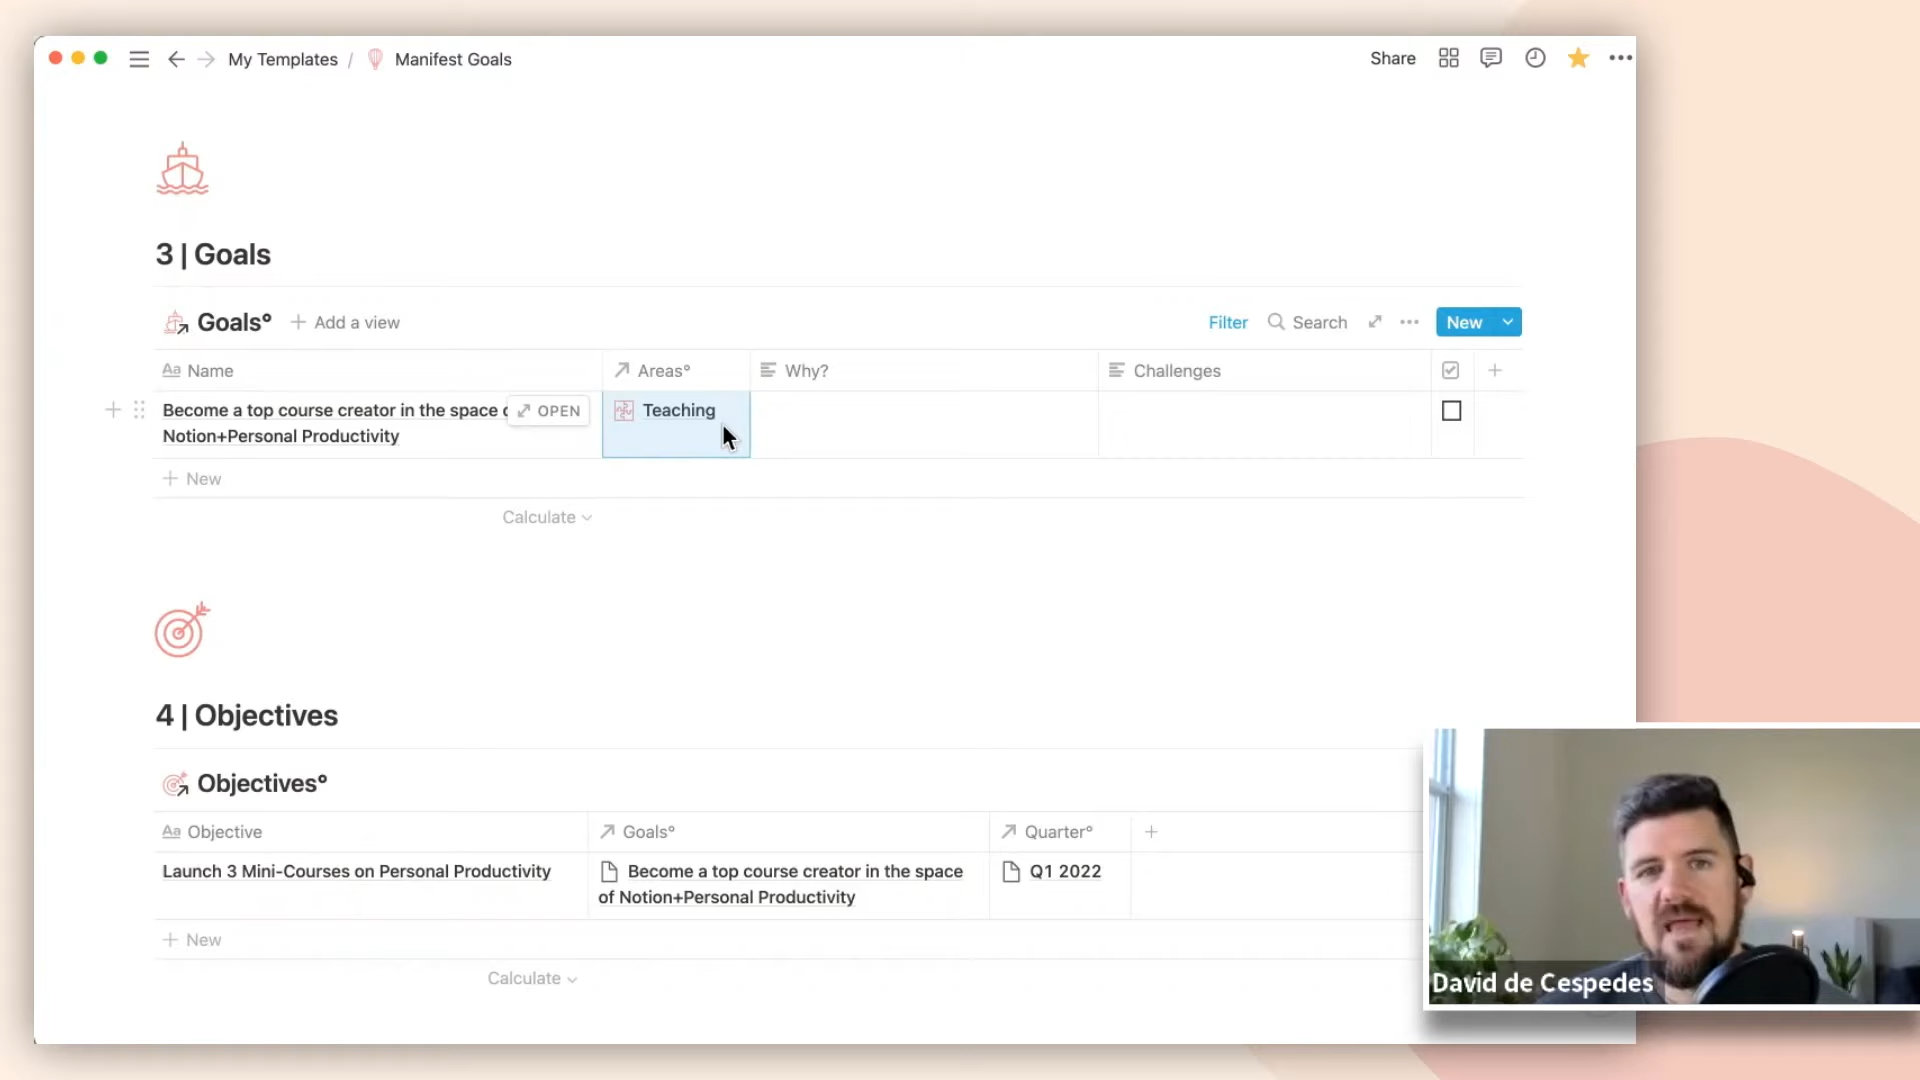 My Templates / Manifest Goals
Share
3 | Goals
Goals° + Add a view
Filter Search New
Aa Name Areas° Why? Challenges
Become a top course creator in the space
OPEN
Teaching
Notion+Personal Productivity
+ New
Calculate
4 | Objectives
Objectives°
Aa Objective Goals° Quarter°
Launch 3 Mini-Courses on Personal Productivity
Become a top course creator in the space
of Notion+Personal Productivity
Q1 2022
+ New
Calculate
David de Cespedes